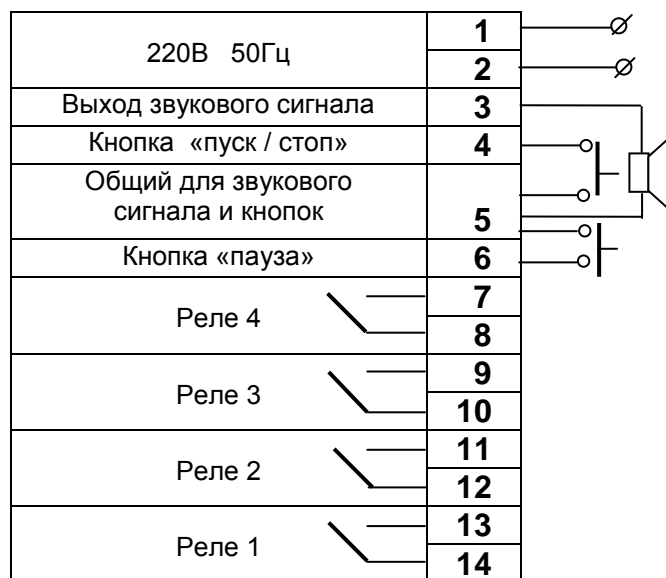 220В 50Гц
1
2
Выход звукового сигнала 3
Кнопка «пуск / стоп» 4
Общий для звукового
сигнала и кнопок 5
Кнопка «пауза» 6
Реле 4
7
8
Реле 3
9
10
Реле 2
11
12
Реле 1
13
14